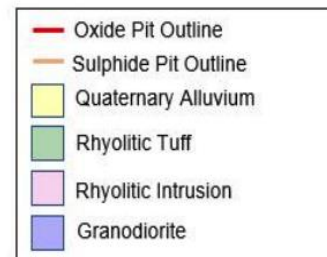 Oxide Pit Outline
Sulphide Pit Outline
Quaternary Alluvium
Rhyolitic Tuff
Rhyolitic Intrusion
Granodiorite